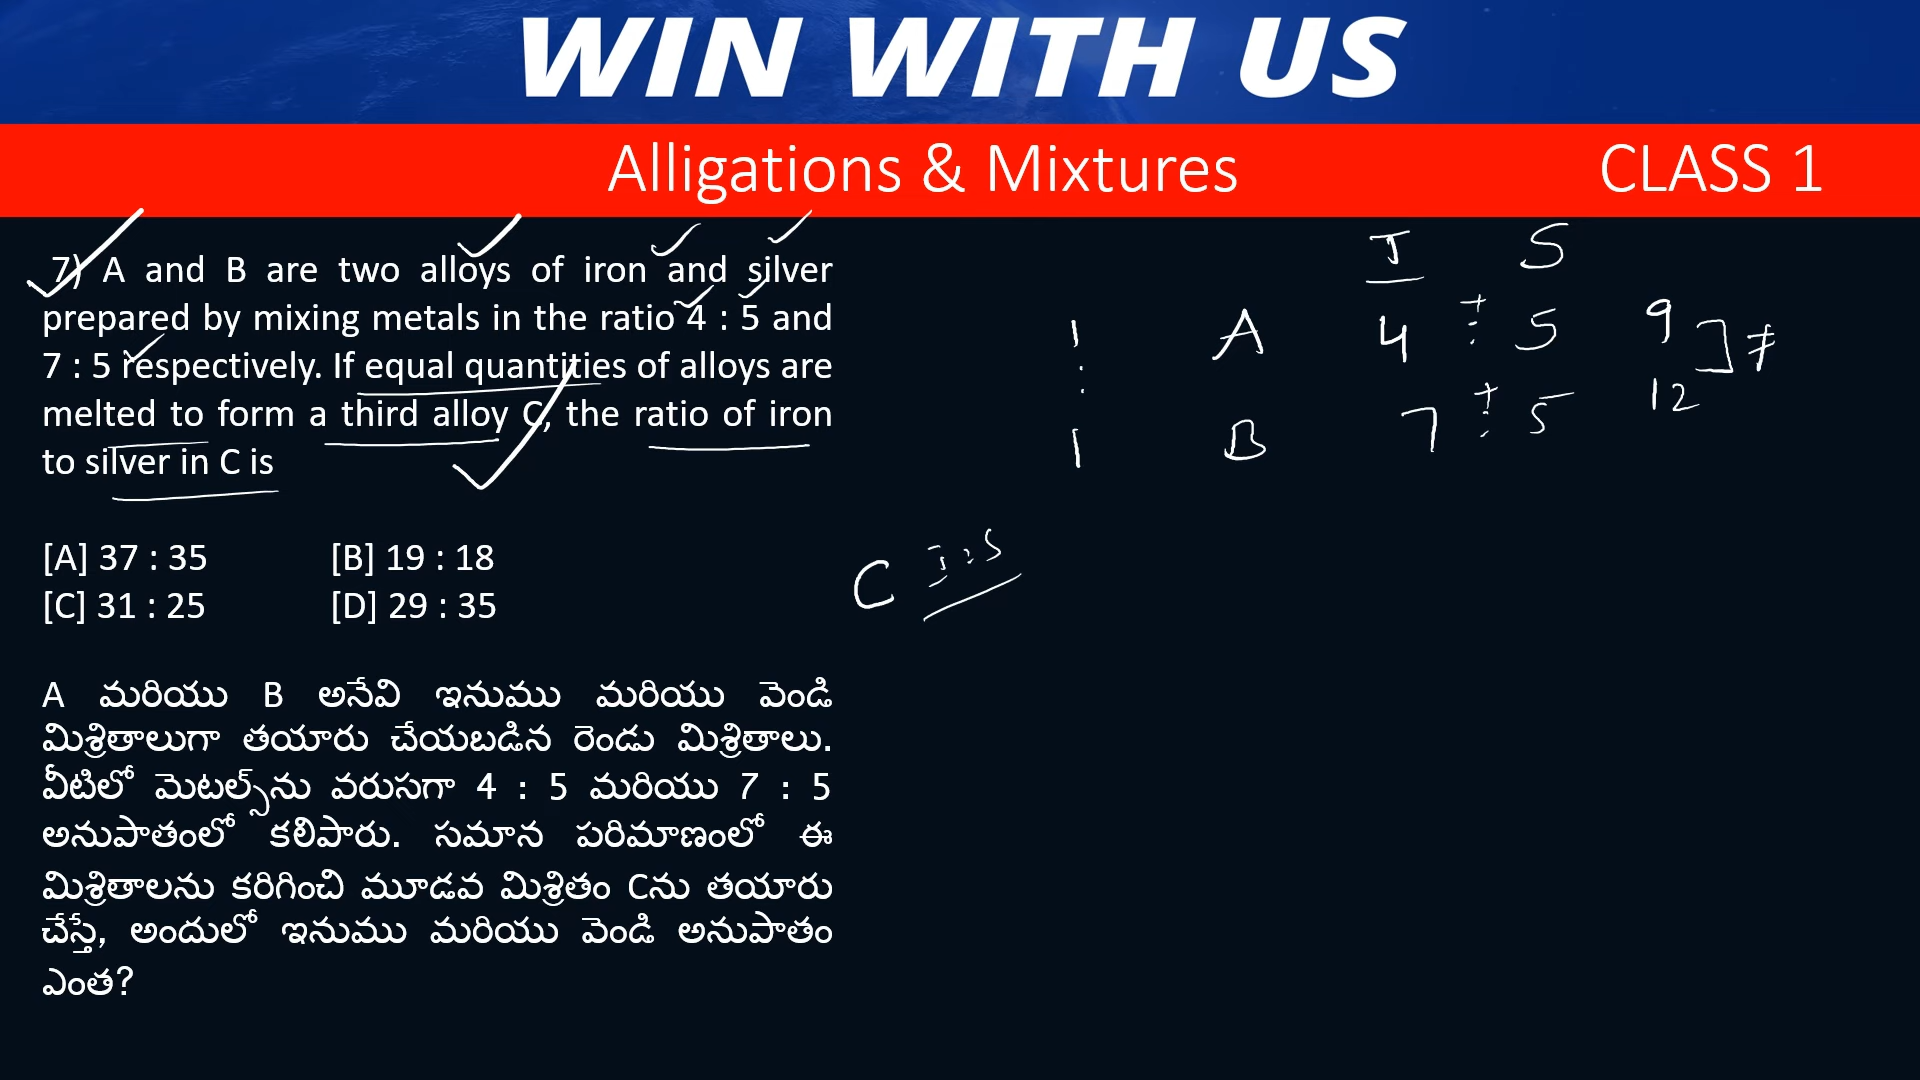 WIN WITH US
Alligations & Mixtures
CLASS 1
7) A and B are two alloys of iron and silver
prepared by mixing metals in the ratio 4 : 5 and
7 : 5 respectively. If equal quantities of alloys are
melted to form a third alloy C, the ratio of iron
to silver in C is
[A] 37 : 35 [B] 19 : 18
[C] 31 : 25 [D] 29 : 35
A మరియు B అనేవి ఇనుము మరియు వెండి
మిశ్రితాలుగా తయారు చేయబడిన రెండు మిశ్రితాలు.
వీటిలో మెటల్స్‌ను వరుసగా 4 : 5 మరియు 7 : 5
అనుపాతంలో కలిపారు. సమాన పరిమాణంలో ఈ
మిశ్రితాలను కరిగించి మూడవ మిశ్రితం Cను తయారు
చేస్తే, అందులో ఇనుము మరియు వెండి అనుపాతం
ఎంత?
I S
1 A 4 : 5 9
: ] ≠
1 B 7 : 5 12
C I : S